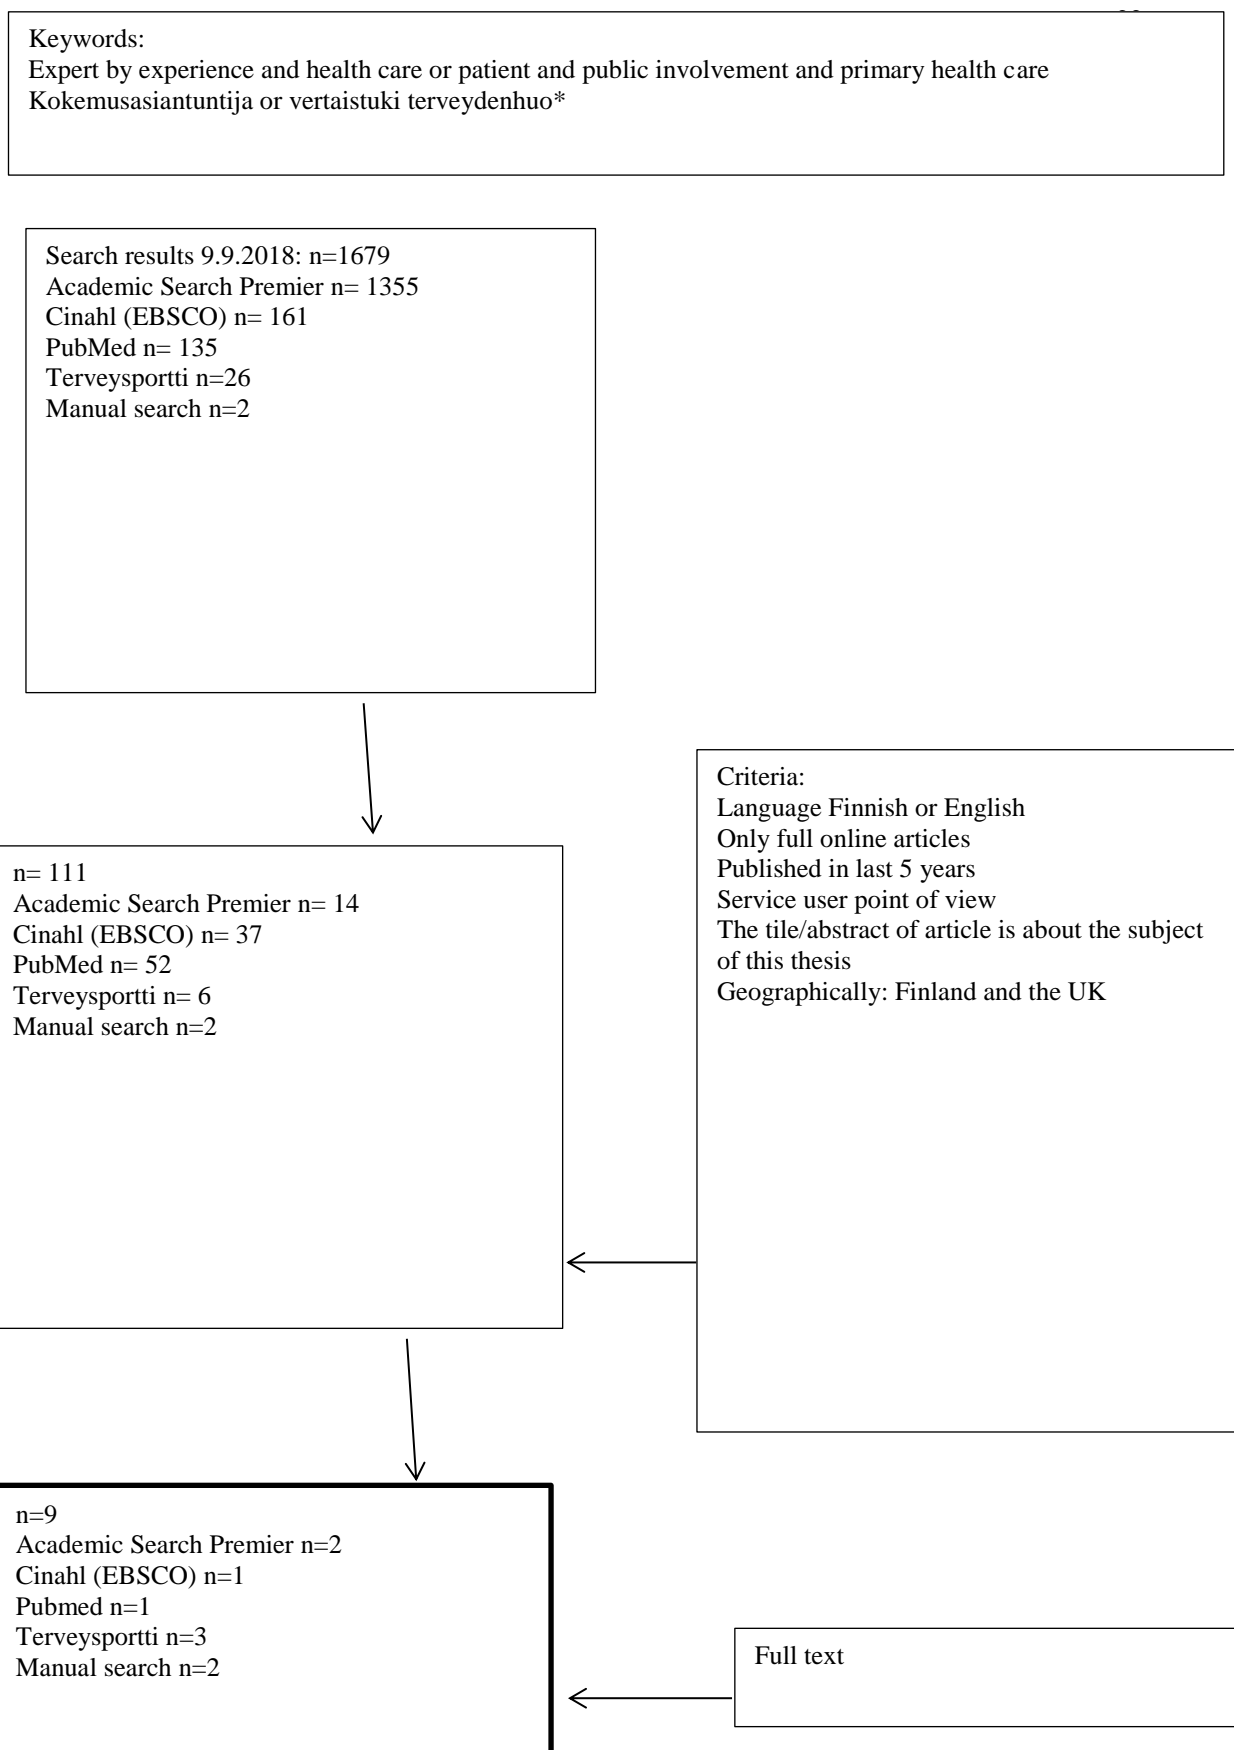 Keywords:
Expert by experience and health care or patient and public involvement and primary health care
Kokemusasiantuntija or vertaistuki terveydenhuo*
Search results 9.9.2018: n=1679
Academic Search Premier n= 1355
Cinahl (EBSCO) n= 161
PubMed n= 135
Terveysportti n=26
Manual search n=2
Criteria:
Language Finnish or English
Only full online articles
Published in last 5 years
Service user point of view
The tile/abstract of article is about the subject
of this thesis
Geographically: Finland and the UK
n= 111
Academic Search Premier n= 14
Cinahl (EBSCO) n= 37
PubMed n= 52
Terveysportti n= 6
Manual search n=2
n=9
Academic Search Premier n=2
Cinahl (EBSCO) n=1
Pubmed n=1
Terveysportti n=3
Manual search n=2
Full text